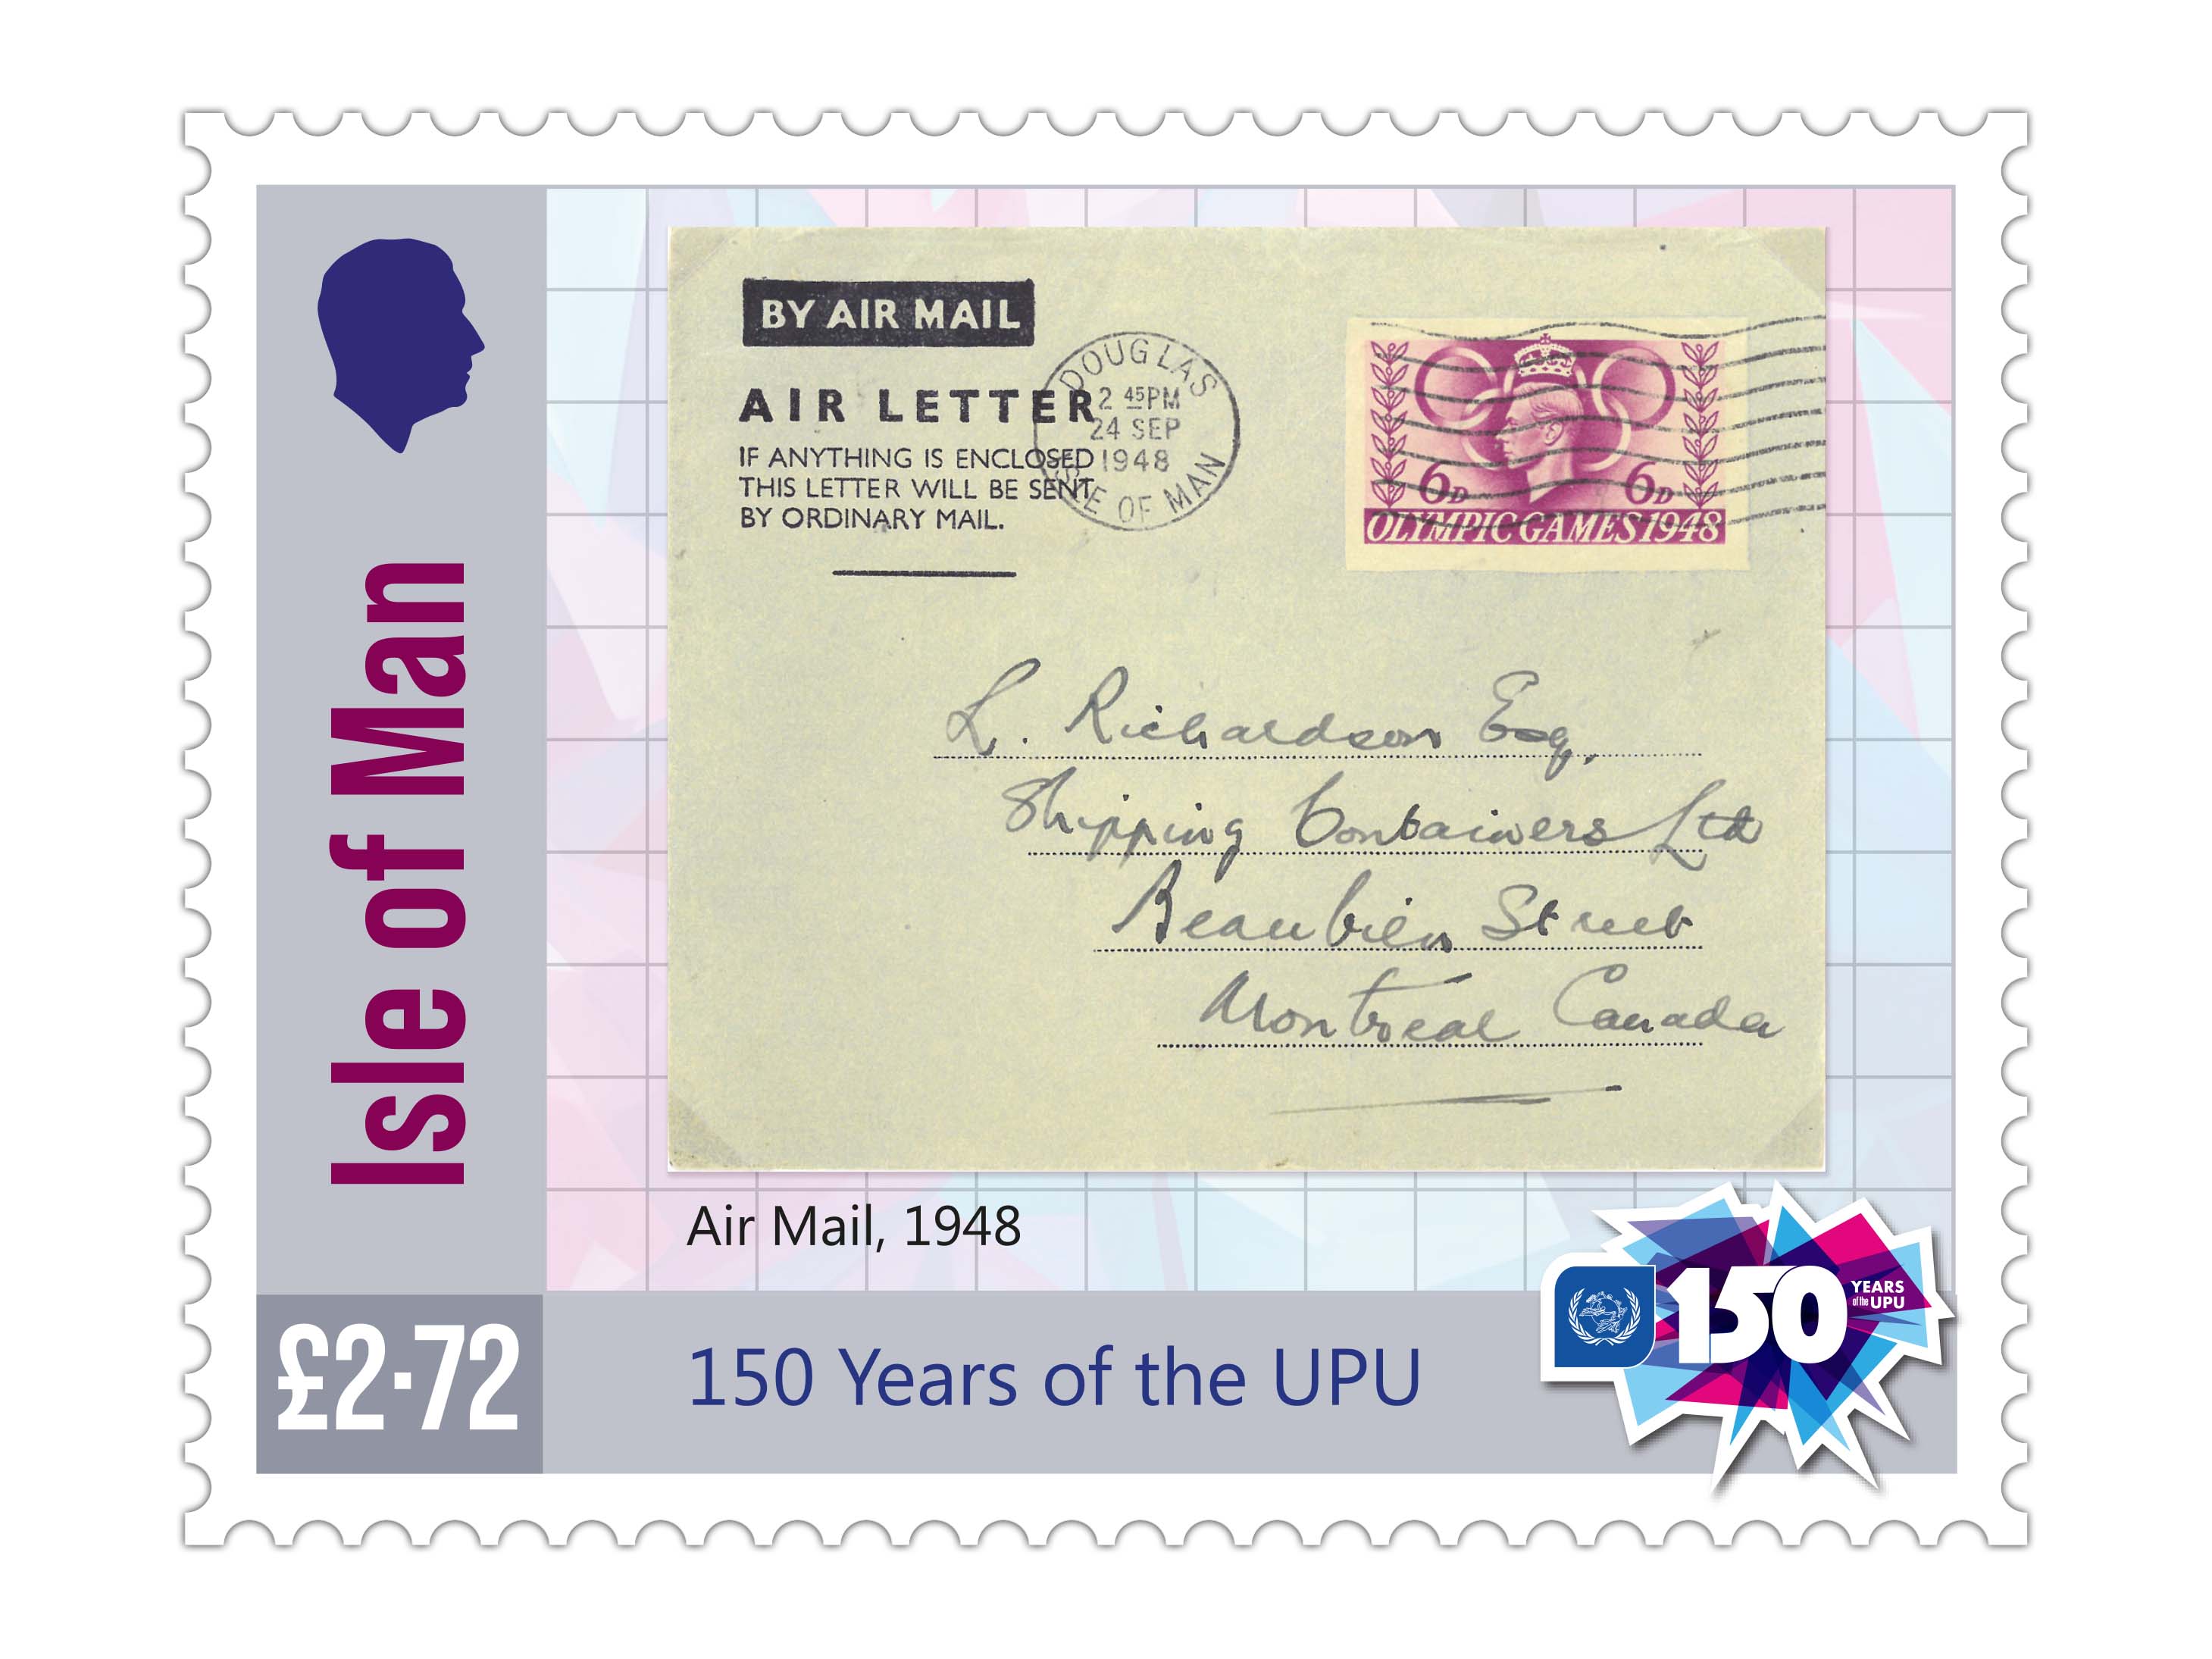 BY AIR MAIL
AIR LETTER
IF ANYTHING IS ENCLOSED
THIS LETTER WILL BE SENT
BY ORDINARY MAIL.
DOUGLAS
2 45PM
24 SEP
1948
ISLE OF MAN
6D 6D
OLYMPIC GAMES 1948
L. Richardson Esq.
Shipping Containers Ltd
Beaubien Street
Montreal Canada
Isle of Man
Air Mail, 1948
£2·72
150 Years of the UPU
150 YEARS
of the UPU